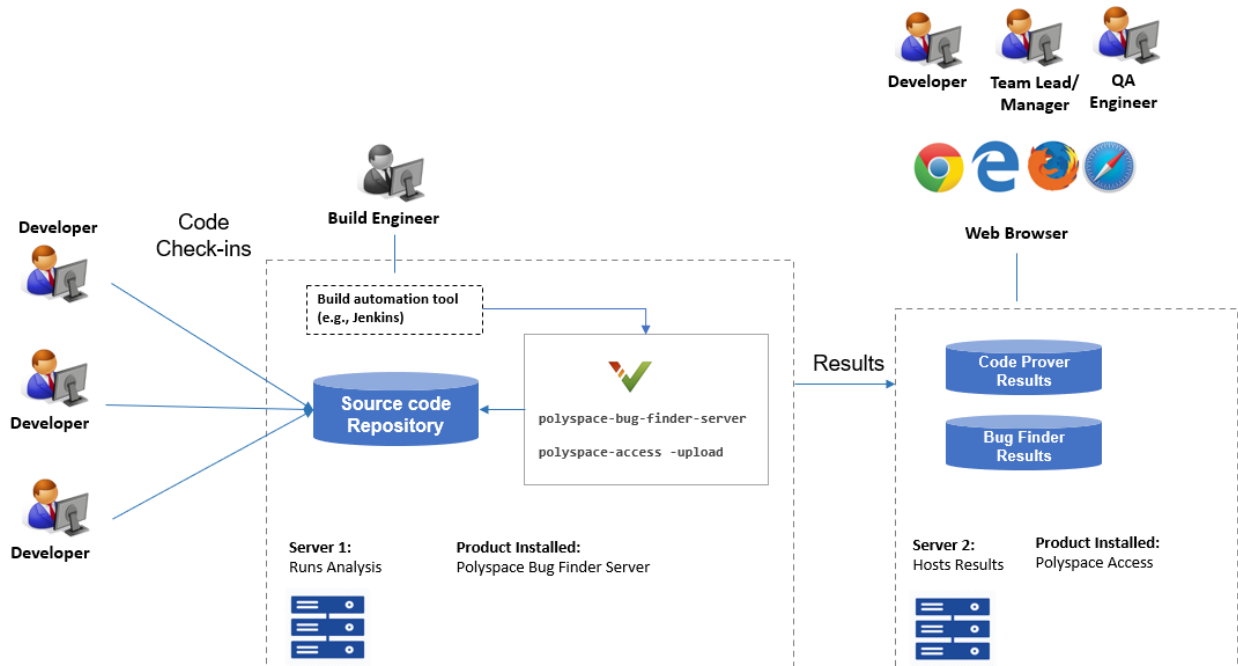 Developer
Team Lead/
Manager
QA
Engineer
Web Browser
Build Engineer
Code
Check-ins
Developer
Developer
Developer
Build automation tool
(e.g., Jenkins)
Source code
Repository
polyspace-bug-finder-server
polyspace-access -upload
Results
Code Prover
Results
Bug Finder
Results
Server 1:
Runs Analysis
Product Installed:
Polyspace Bug Finder Server
Server 2:
Hosts Results
Product Installed:
Polyspace Access